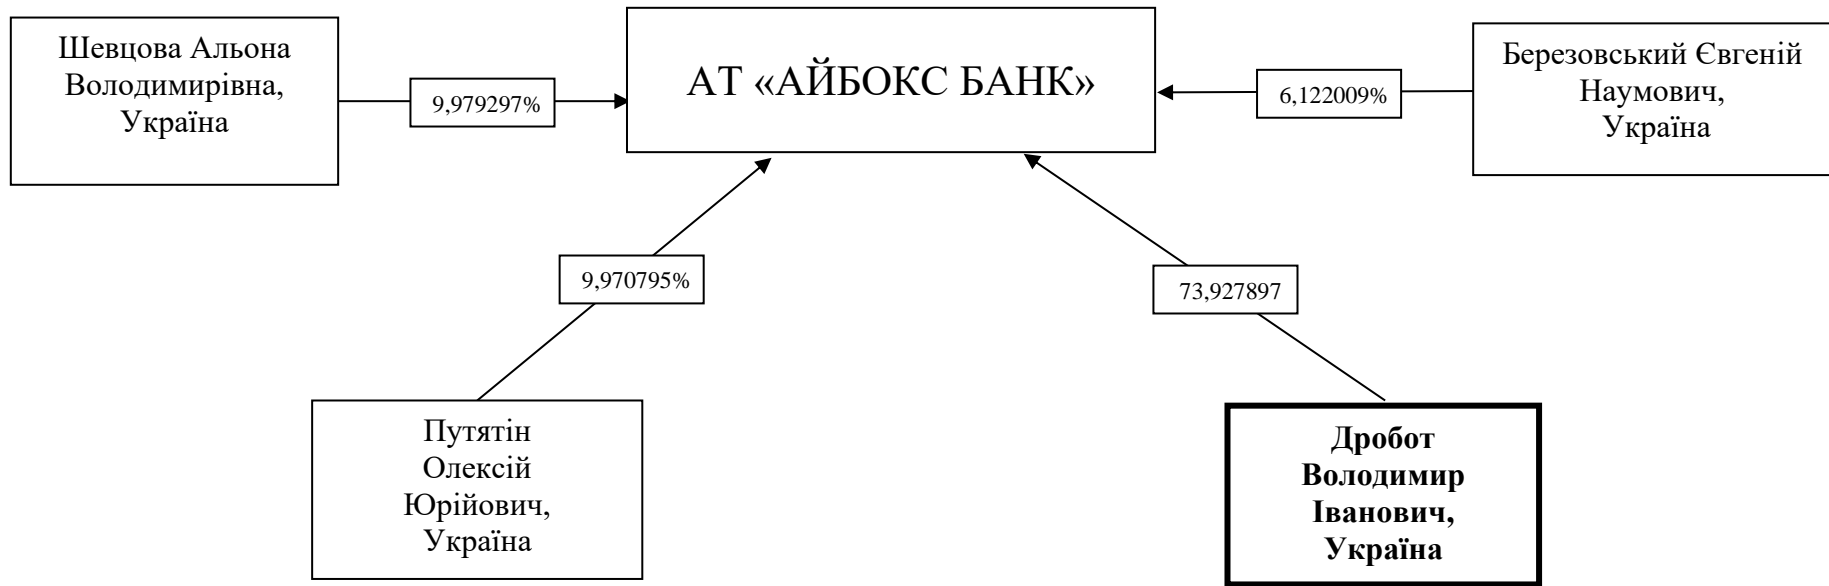 Шевцова Альона
Володимирівна,
Україна
9,979297%
АТ «АЙБОКС БАНК»
6,122009%
Березовський Євгеній
Наумович,
Україна
9,970795%
73,927897
Путятін
Олексій
Юрійович,
Україна
Дробот
Володимир
Іванович,
Україна